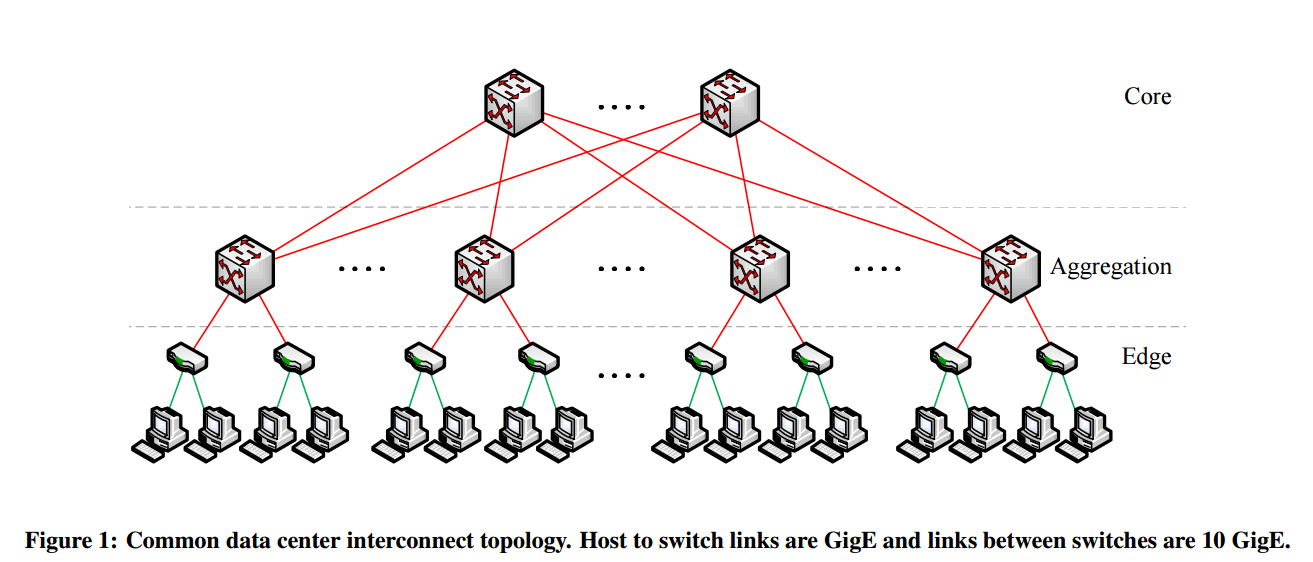 Core
Aggregation
Edge
Figure 1: Common data center interconnect topology. Host to switch links are GigE and links between switches are 10 GigE.